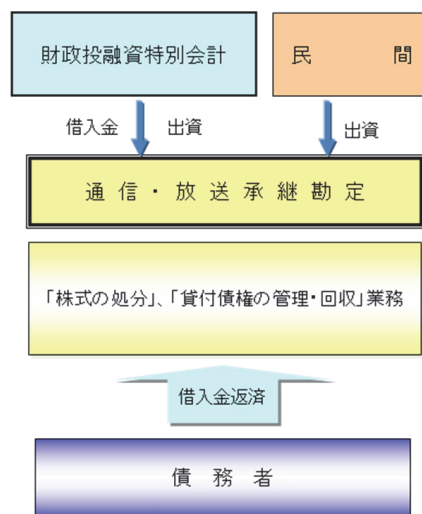 財政投融資特別会計
民　　間
借入金　出資
出資
通信・放送承継勘定
「株式の処分」、「貸付債権の管理・回収」業務
借入金返済
債務者